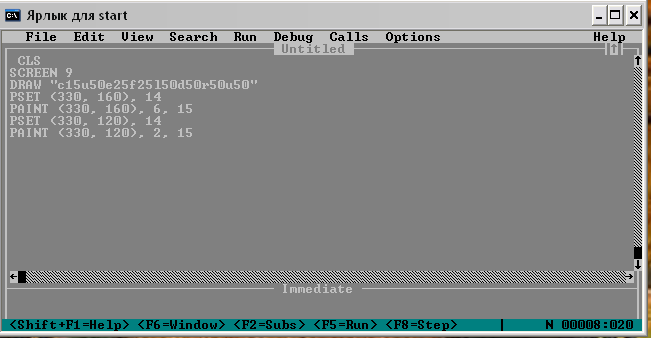 C:\ Ярлык для start
File Edit View Search Run Debug Calls Options Help
Untitled
CLS
SCREEN 9
DRAW "c15u50e25f25l50d50r50u50"
PSET (330, 160), 14
PAINT (330, 160), 6, 15
PSET (330, 120), 14
PAINT (330, 120), 2, 15
Immediate
<Shift+F1=Help> <F6=Window> <F2=Subs> <F5=Run> <F8=Step> N 00008:020